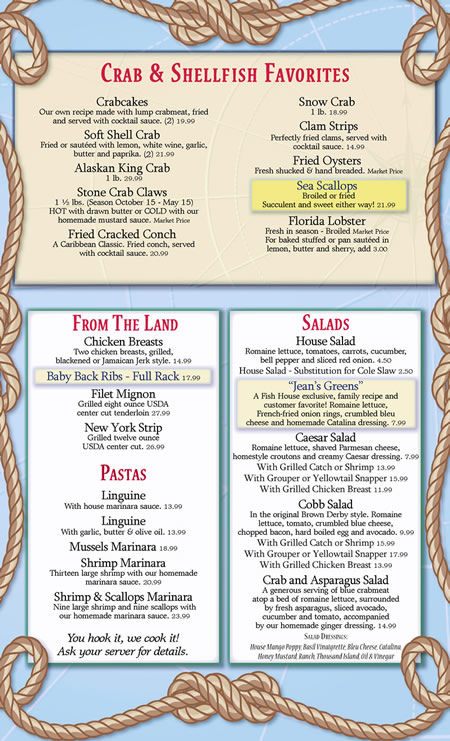 Crab & Shellfish Favorites
Crabcakes
Our own recipe made with lump crabmeat, fried
and served with cocktail sauce. (2) 19.99
Soft Shell Crab
Fried or sautéed with lemon, white wine, garlic,
butter and paprika. (2) 21.99
Alaskan King Crab
1 lb. 29.99
Stone Crab Claws
1 ½ lbs. (Season October 15 - May 15)
HOT with drawn butter or COLD with our
homemade mustard sauce. Market Price
Fried Cracked Conch
A Caribbean Classic. Fried conch, served
with cocktail sauce. 20.99
Snow Crab
1 lb. 18.99
Clam Strips
Perfectly fried clams, served with
cocktail sauce. 14.99
Fried Oysters
Fresh shucked & hand breaded. Market Price
Sea Scallops
Broiled or fried
Succulent and sweet either way! 21.99
Florida Lobster
Fresh in season - Broiled Market Price
For baked stuffed or pan sautéed in
lemon, butter and sherry, add 3.00
From The Land
Chicken Breasts
Two chicken breasts, grilled,
blackened or Jamaican Jerk style. 14.99
Baby Back Ribs - Full Rack 17.99
Filet Mignon
Grilled eight ounce USDA
center cut tenderloin 27.99
New York Strip
Grilled twelve ounce
USDA center cut. 26.99
Pastas
Linguine
With house marinara sauce. 13.99
Linguine
With garlic, butter & olive oil. 13.99
Mussels Marinara 18.99
Shrimp Marinara
Thirteen large shrimp with our homemade
marinara sauce. 20.99
Shrimp & Scallops Marinara
Nine large shrimp and nine scallops with
our homemade marinara sauce. 23.99
You hook it, we cook it!
Ask your server for details.
Salads
House Salad
Romaine lettuce, tomatoes, carrots, cucumber,
bell pepper and sliced red onion. 4.50
House Salad - Substitution for Cole Slaw 2.50
"Jean's Greens"
A Fish House exclusive, family recipe and
customer favorite! Romaine lettuce,
French-fried onion rings, crumbled bleu
cheese and homemade Catalina dressing. 7.99
Caesar Salad
Romaine lettuce, shaved Parmesan cheese,
homestyle croutons and creamy Caesar dressing. 7.99
With Grilled Catch or Shrimp 13.99
With Grouper or Yellowtail Snapper 15.99
With Grilled Chicken Breast 11.99
Cobb Salad
In the original Brown Derby style. Romaine
lettuce, tomato, crumbled blue cheese,
chopped bacon, hard boiled egg and avocado. 9.99
With Grilled Catch or Shrimp 15.99
With Grouper or Yellowtail Snapper 17.99
With Grilled Chicken Breast 13.99
Crab and Asparagus Salad
A generous serving of blue crabmeat
atop a bed of romaine lettuce, surrounded
by fresh asparagus, sliced avocado,
cucumber and tomato, accompanied
by our homemade ginger dressing. 14.99
Salad Dressings:
House Mango Poppy, Basil Vinaigrette, Bleu Cheese, Catalina
Honey Mustard, Ranch, Thousand Island, Oil & Vinegar